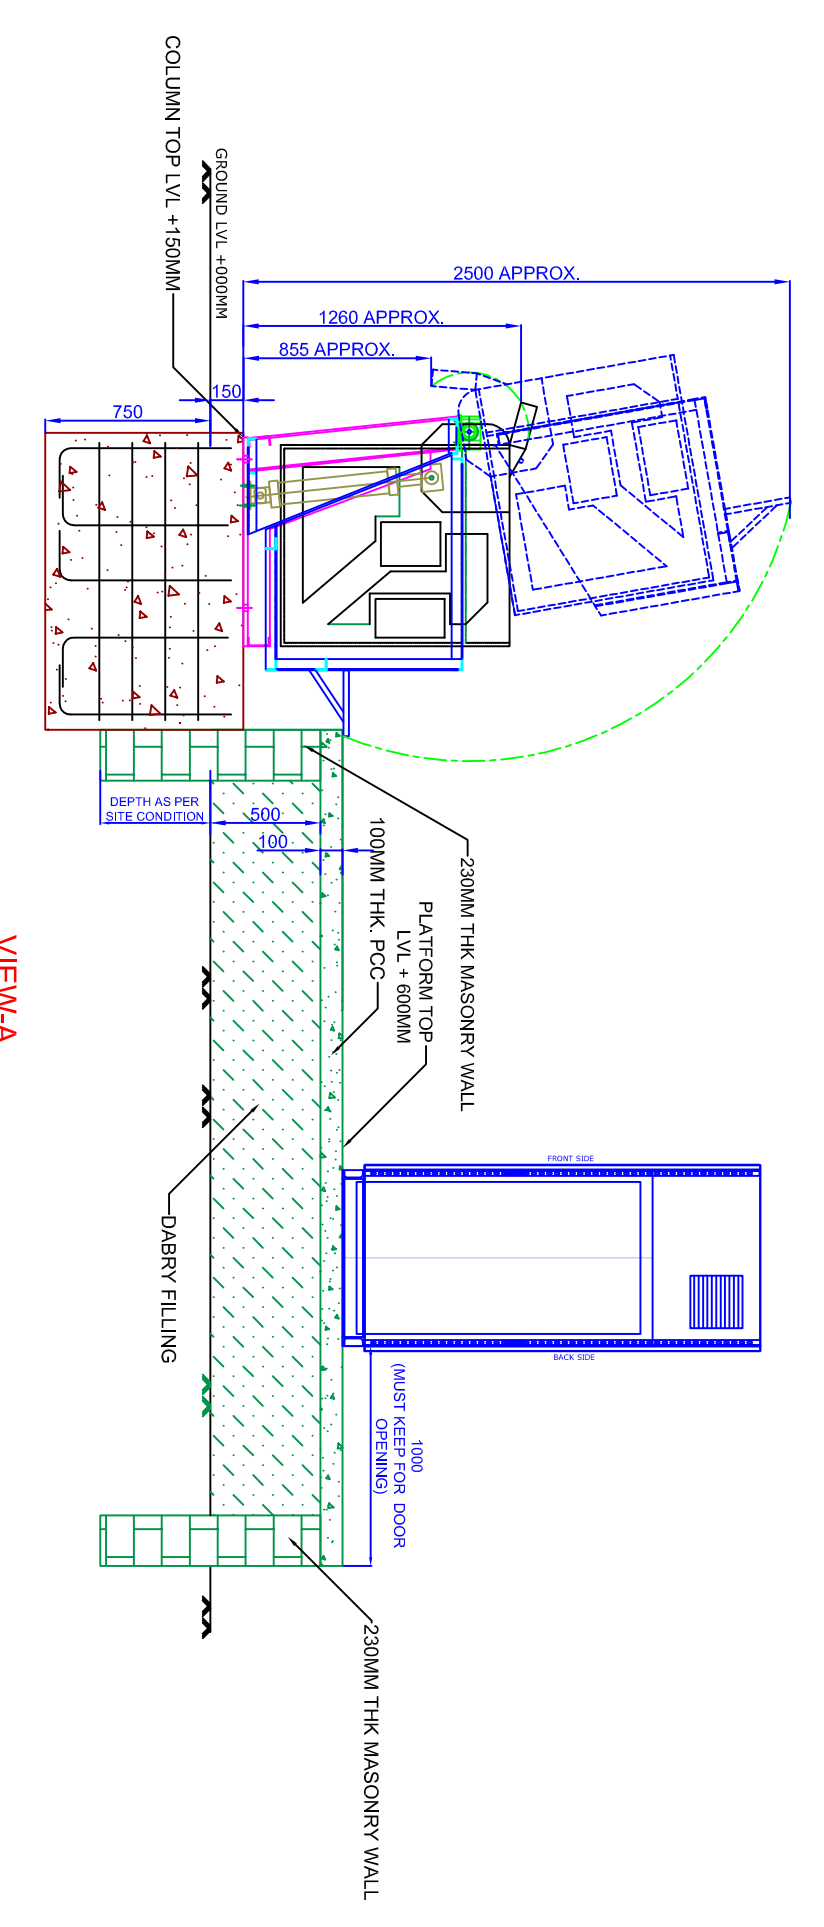 COLUMN TOP LVL +150MM
GROUND LVL +000MM
2500 APPROX.
1260 APPROX.
855 APPROX.
150
750
DEPTH AS PER
SITE CONDITION
500
100
230MM THK MASONRY WALL
PLATFORM TOP
LVL + 600MM
100MM THK. PCC
DABRY FILLING
VIEW-A
FRONT SIDE
BACK SIDE
1000
(MUST KEEP FOR DOOR
OPENING)
230MM THK MASONRY WALL